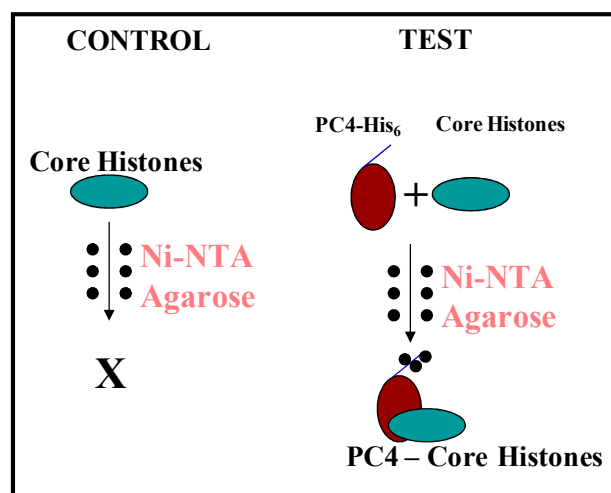 CONTROL
Core Histones
Ni-NTA
Agarose
X
TEST
PC4-His6
Core Histones
+
Ni-NTA
Agarose
PC4 – Core Histones